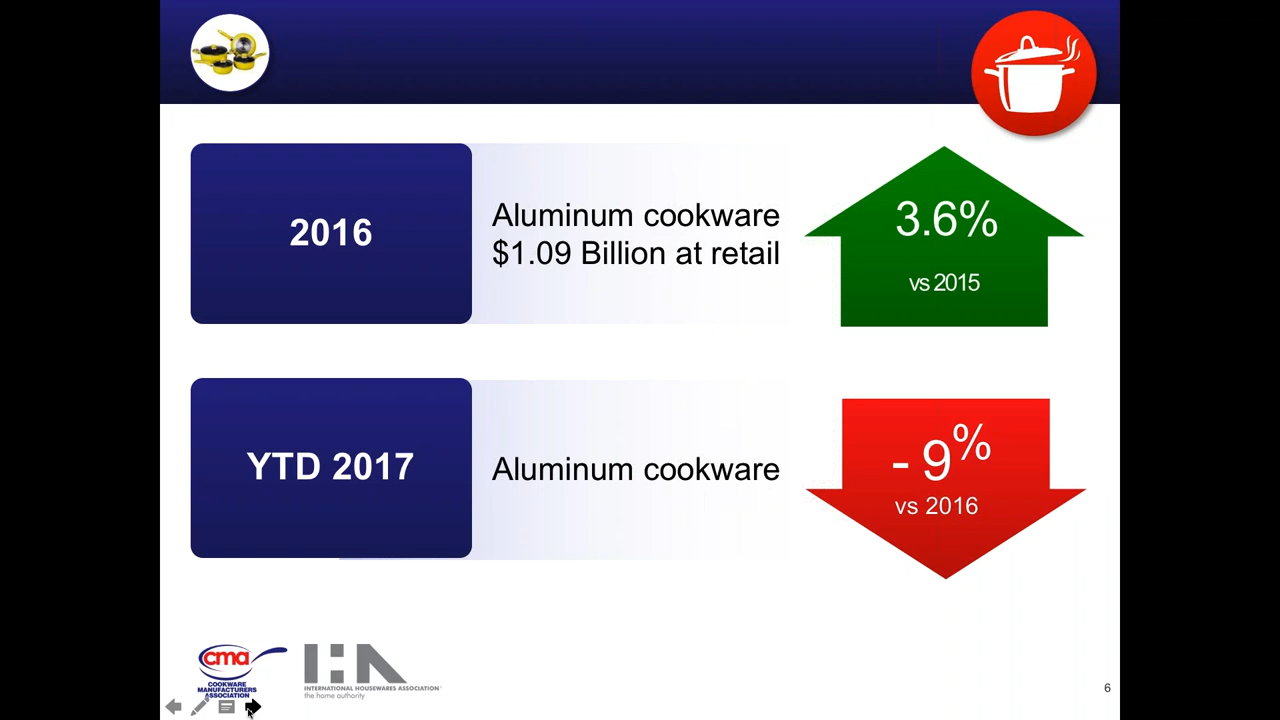 2016
Aluminum cookware
$1.09 Billion at retail
3.6%
vs 2015
YTD 2017
Aluminum cookware
- 9%
vs 2016
cma
COOKWARE
MANUFACTURERS
ASSOCIATION
IHA
INTERNATIONAL HOUSEWARES ASSOCIATION
the home authority
6